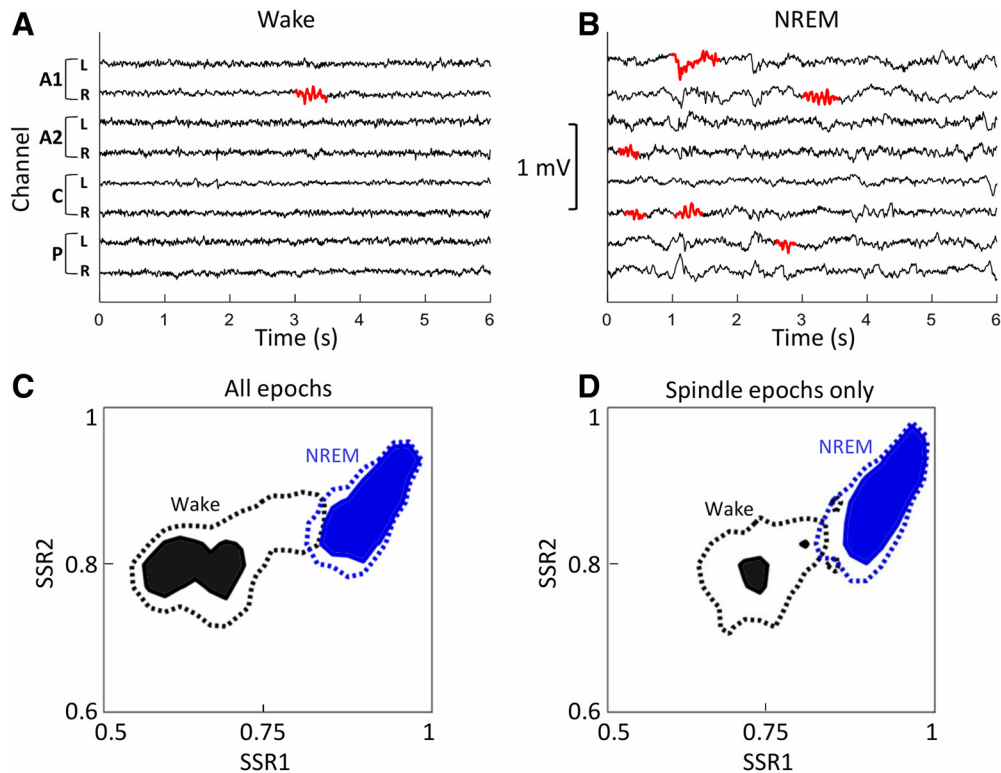 A Wake
A1 L
R
A2 L
R
C L
R
P L
R
Channel
0 1 2 3 4 5 6
Time (s)
B NREM
1 mV
0 1 2 3 4 5 6
Time (s)
C All epochs
1
0.8
0.6
SSR2
Wake
NREM
0.5 0.75 1
SSR1
D Spindle epochs only
1
0.8
0.6
SSR2
Wake
NREM
0.5 0.75 1
SSR1